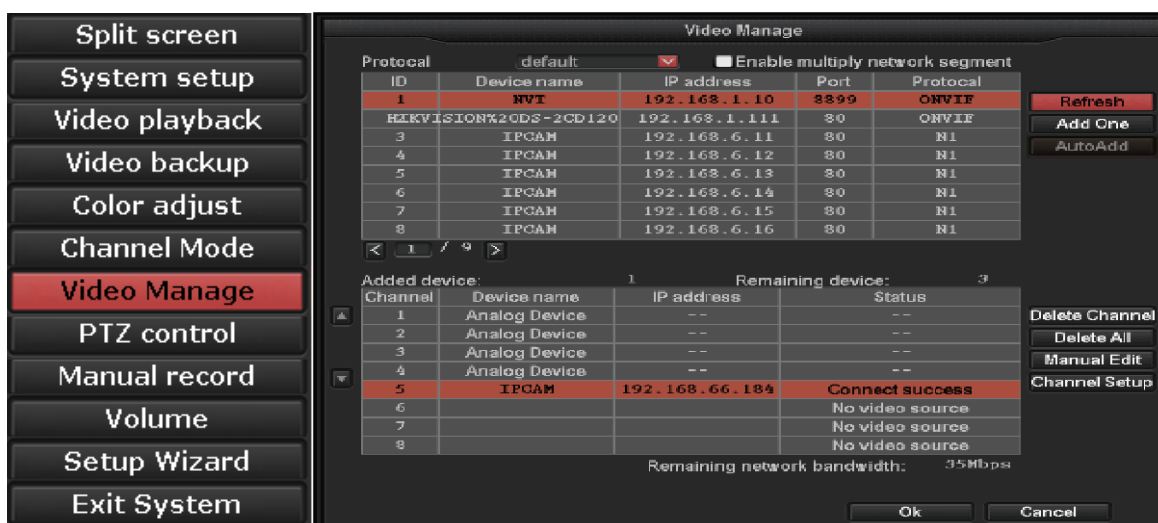 Split screen
System setup
Video playback
Video backup
Color adjust
Channel Mode
Video Manage
PTZ control
Manual record
Volume
Setup Wizard
Exit System
Video Manage
Protocal default Enable multiply network segment
ID Device name IP address Port Protocal
1 NVT 192.168.1.10 8899 ONVIF
HIKVISION%20DS-2CD120 192.168.1.111 80 ONVIF
3 IPCAM 192.168.6.11 80 N1
4 IPCAM 192.168.6.12 80 N1
5 IPCAM 192.168.6.13 80 N1
6 IPCAM 192.168.6.14 80 N1
7 IPCAM 192.168.6.15 80 N1
8 IPCAM 192.168.6.16 80 N1
< 1 / 9 >
Refresh
Add One
AutoAdd
Added device: 1 Remaining device: 3
Channel Device name IP address Status
1 Analog Device -- --
2 Analog Device -- --
3 Analog Device -- --
4 Analog Device -- --
5 IPCAM 192.168.66.184 Connect success
6 No video source
7 No video source
8 No video source
Delete Channel
Delete All
Manual Edit
Channel Setup
Remaining network bandwidth: 35Mbps
Ok Cancel